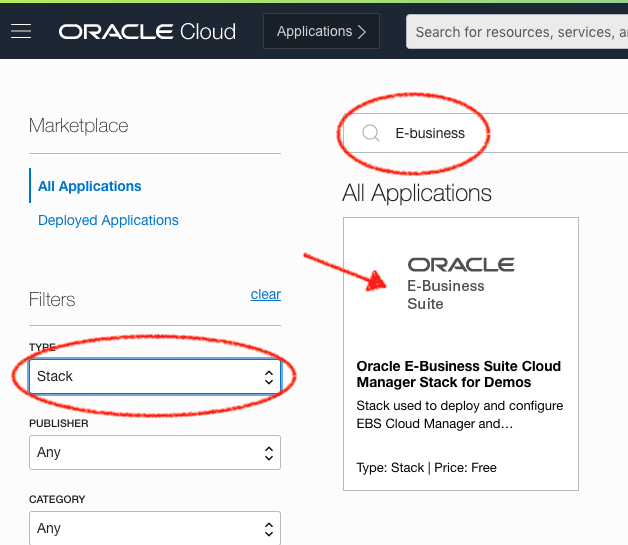 ORACLE Cloud
Applications
Search for resources, services,
Marketplace
All Applications
Deployed Applications
Filters
clear
TYPE
Stack
PUBLISHER
Any
CATEGORY
Any
E-business
All Applications
ORACLE
E-Business
Suite
Oracle E-Business Suite Cloud
Manager Stack for Demos
Stack used to deploy and configure
EBS Cloud Manager and…
Type: Stack | Price: Free